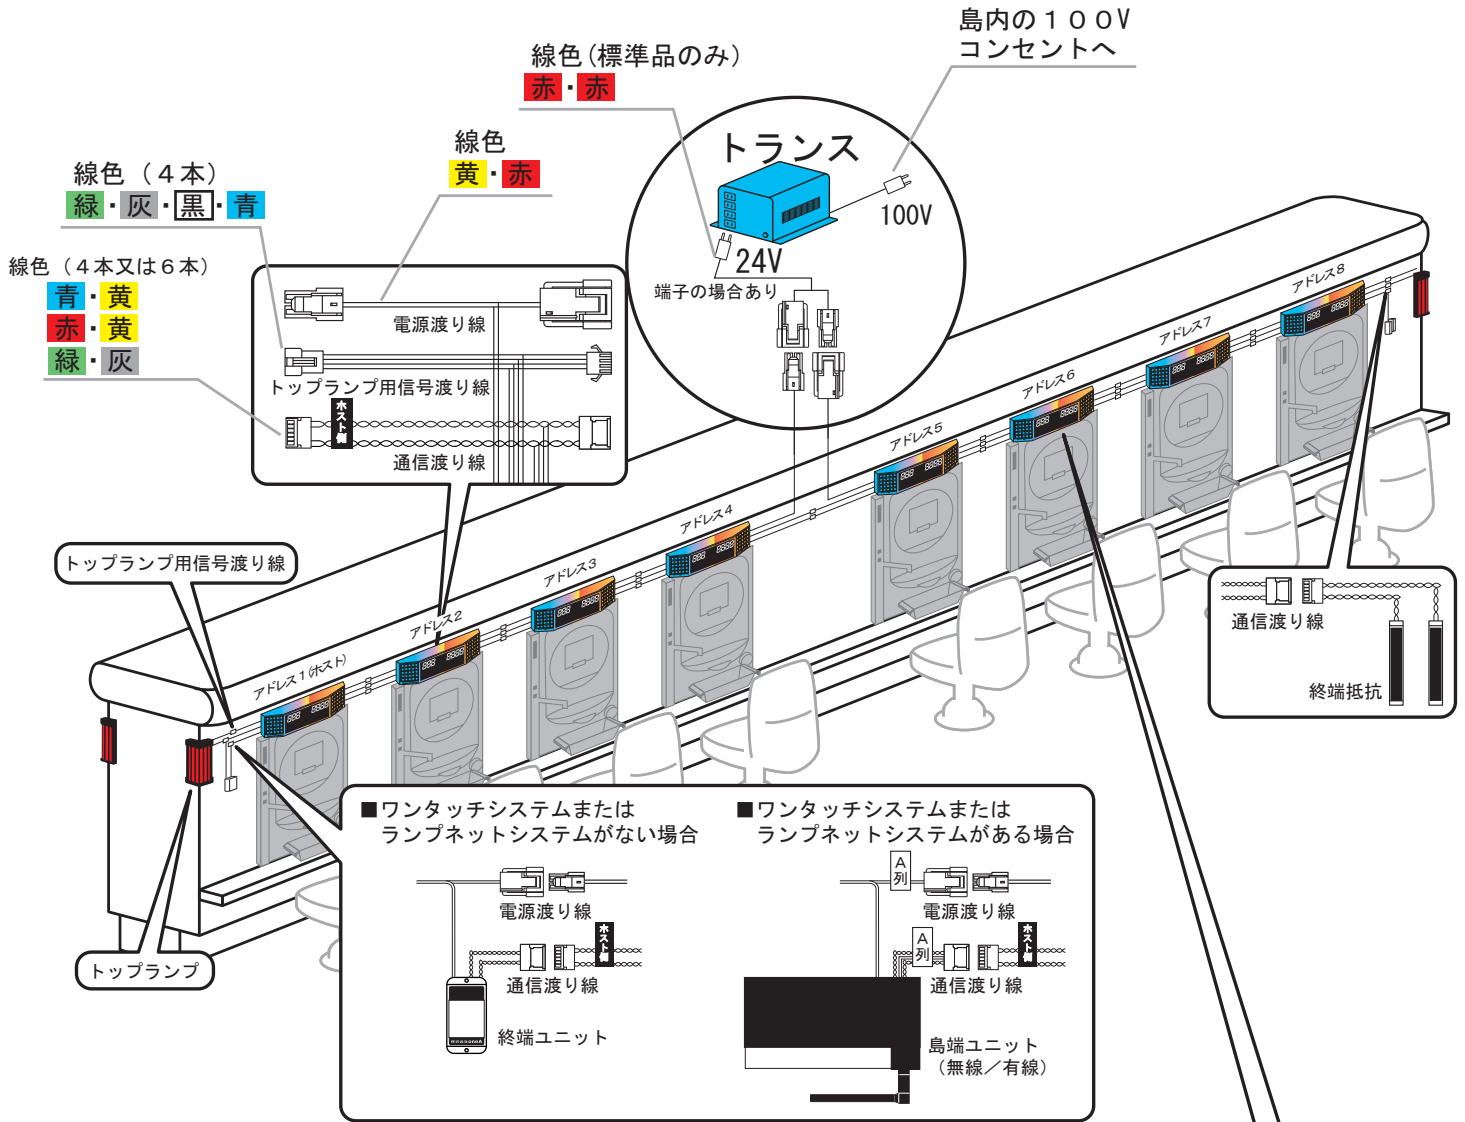 島内の１００V
コンセントへ
線色(標準品のみ)
赤・赤
線色
黄・赤
線色（４本）
緑・灰・黒・青
線色（４本又は６本）
青・黄
赤・黄
緑・灰
トランス
100V
24V
端子の場合あり
電源渡り線
トップランプ用信号渡り線
ホスト側
通信渡り線
アドレス8
アドレス7
アドレス6
アドレス5
アドレス4
アドレス3
アドレス2
アドレス1(ホスト)
トップランプ用信号渡り線
通信渡り線
終端抵抗
トップランプ
■ワンタッチシステムまたは
ランプネットシステムがない場合
電源渡り線
ホスト側
通信渡り線
終端ユニット
■ワンタッチシステムまたは
ランプネットシステムがある場合
A列
電源渡り線
A列
ホスト側
通信渡り線
島端ユニット
（無線／有線）